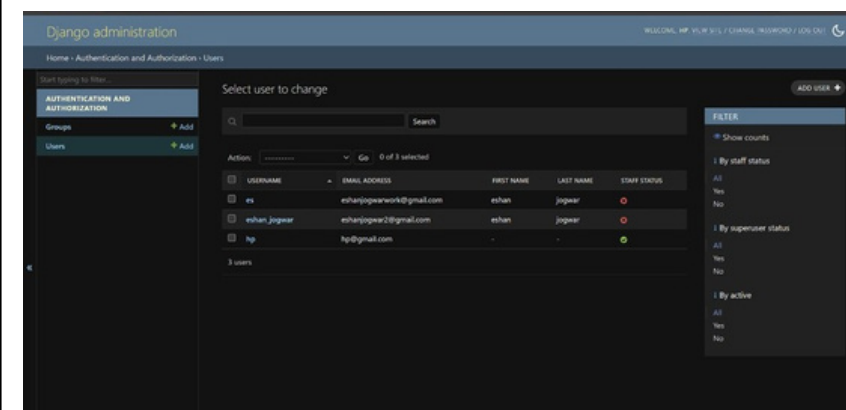 Django administration
WELCOME, HP. VIEW SITE / CHANGE PASSWORD / LOG OUT
Home › Authentication and Authorization › Users
Start typing to filter...
AUTHENTICATION AND
AUTHORIZATION
Groups + Add
Users + Add
«
Select user to change
ADD USER +
Search
Action: --------- Go 0 of 3 selected
USERNAME EMAIL ADDRESS FIRST NAME LAST NAME STAFF STATUS
es eshanjogwarwork@gmail.com eshan jogwar
eshan_jogwar eshanjogwar2@gmail.com eshan jogwar
hp hp@gmail.com - -
3 users
FILTER
Show counts
↓ By staff status
All
Yes
No
↓ By superuser status
All
Yes
No
↓ By active
All
Yes
No